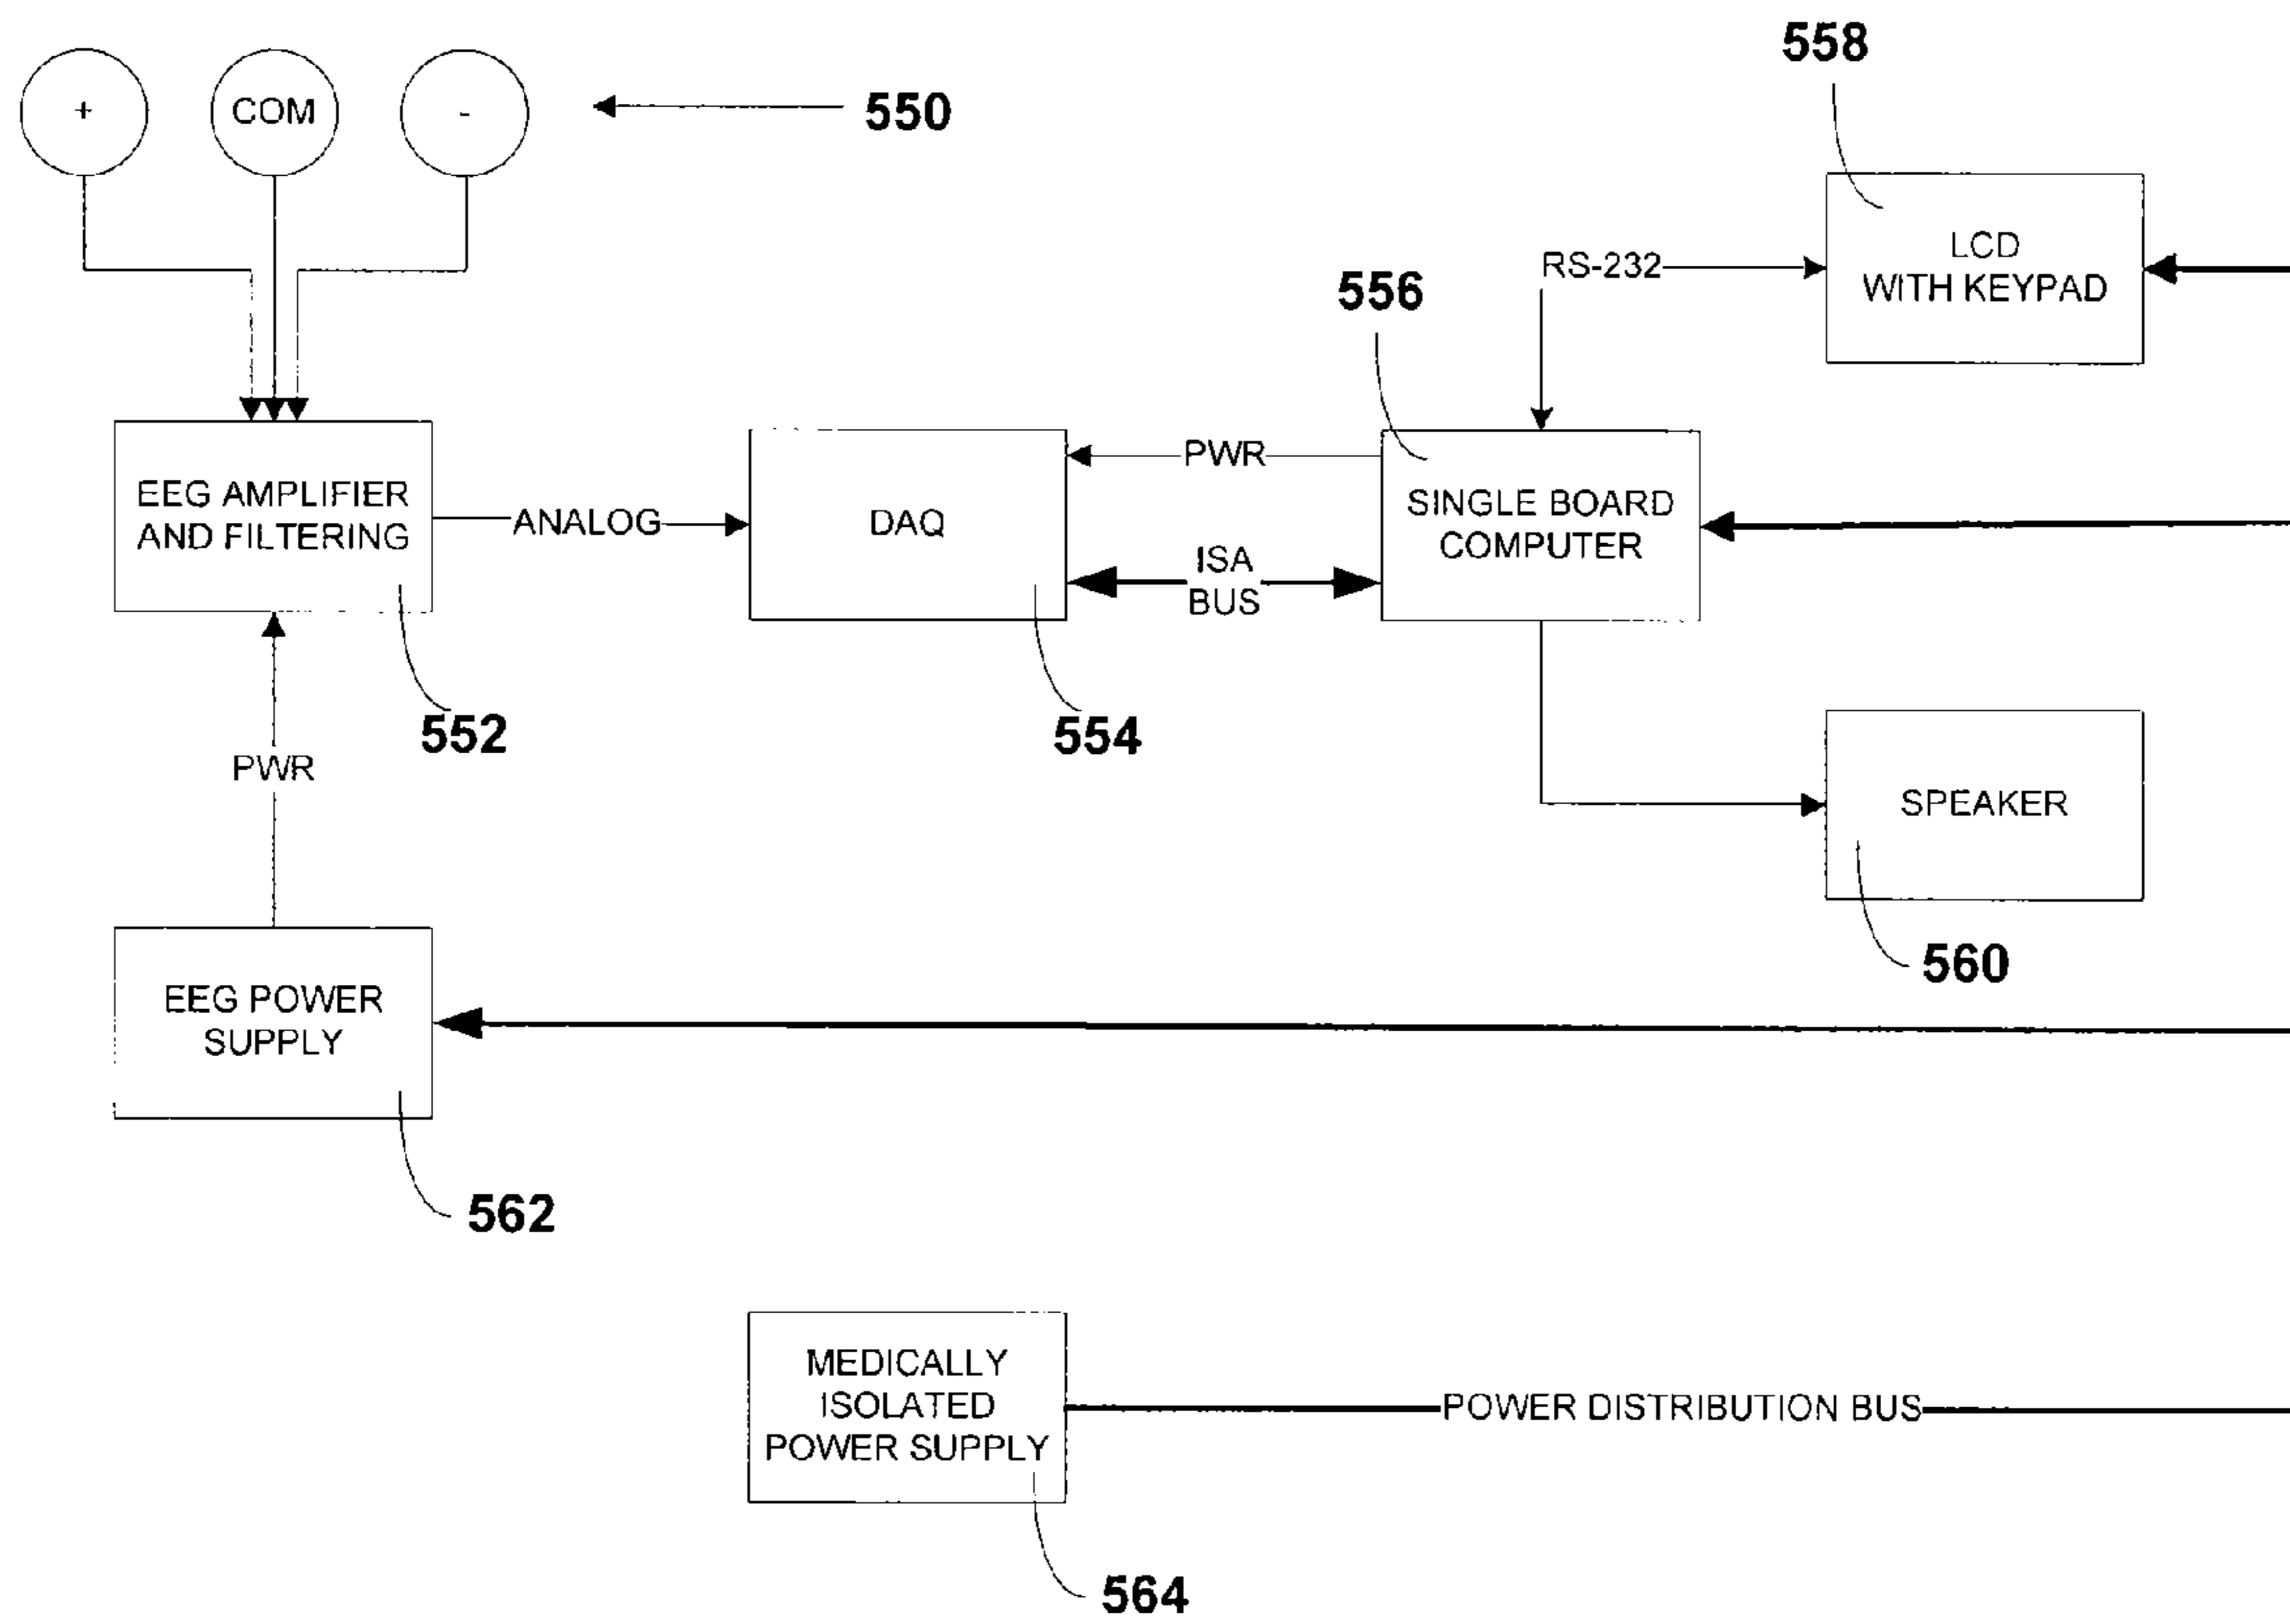 558
+
COM
-
550
LCD
WITH KEYPAD
RS-232
556
EEG AMPLIFIER
AND FILTERING
ANALOG
DAQ
PWR
ISA
BUS
SINGLE BOARD
COMPUTER
552
554
PWR
SPEAKER
560
EEG POWER
SUPPLY
562
MEDICALLY
ISOLATED
POWER SUPPLY
POWER DISTRIBUTION BUS
564